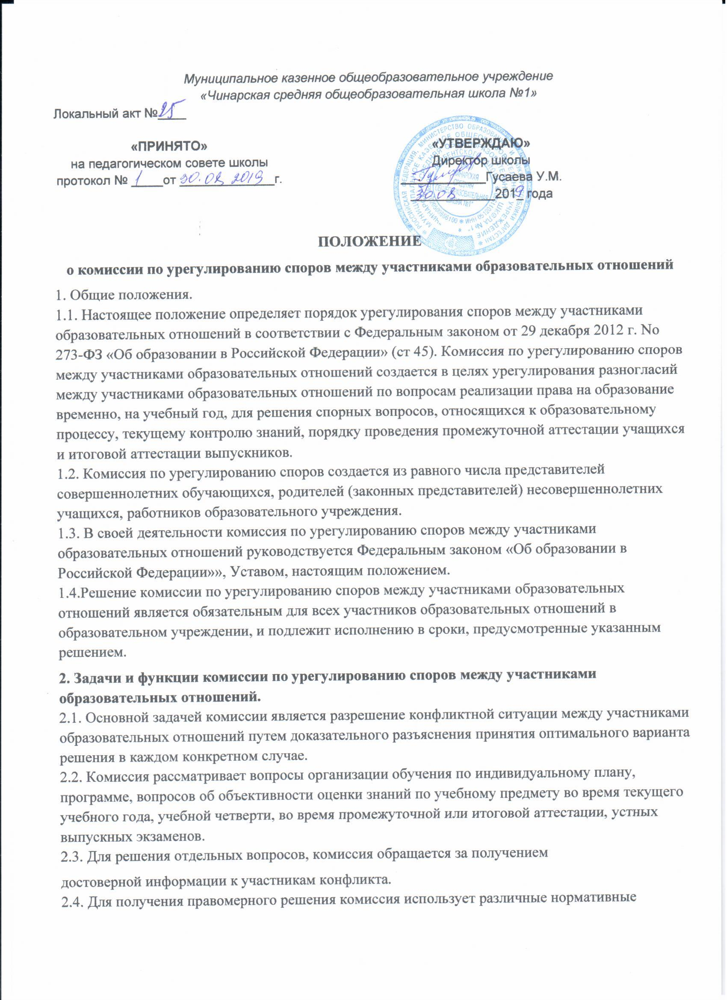 Муниципальное казенное общеобразовательное учреждение
«Чинарская средняя общеобразовательная школа №1»
Локальный акт № 25
«ПРИНЯТО»
на педагогическом совете школы
протокол № 1 от 30.08 2019 г.
«УТВЕРЖДАЮ»
Директор школы
Гусаева У.М.
30.08 2019 года
ПОЛОЖЕНИЕ
о комиссии по урегулированию споров между участниками образовательных отношений
1. Общие положения.
1.1. Настоящее положение определяет порядок урегулирования споров между участниками
образовательных отношений в соответствии с Федеральным законом от 29 декабря 2012 г. No
273-ФЗ «Об образовании в Российской Федерации» (ст 45). Комиссия по урегулированию споров
между участниками образовательных отношений создается в целях урегулирования разногласий
между участниками образовательных отношений по вопросам реализации права на образование
временно, на учебный год, для решения спорных вопросов, относящихся к образовательному
процессу, текущему контролю знаний, порядку проведения промежуточной аттестации учащихся
и итоговой аттестации выпускников.
1.2. Комиссия по урегулированию споров создается из равного числа представителей
совершеннолетних обучающихся, родителей (законных представителей) несовершеннолетних
учащихся, работников образовательного учреждения.
1.3. В своей деятельности комиссия по урегулированию споров между участниками
образовательных отношений руководствуется Федеральным законом «Об образовании в
Российской Федерации»», Уставом, настоящим положением.
1.4.Решение комиссии по урегулированию споров между участниками образовательных
отношений является обязательным для всех участников образовательных отношений в
образовательном учреждении, и подлежит исполнению в сроки, предусмотренные указанным
решением.
2. Задачи и функции комиссии по урегулированию споров между участниками
образовательных отношений.
2.1. Основной задачей комиссии является разрешение конфликтной ситуации между участниками
образовательных отношений путем доказательного разъяснения принятия оптимального варианта
решения в каждом конкретном случае.
2.2. Комиссия рассматривает вопросы организации обучения по индивидуальному плану,
программе, вопросов об объективности оценки знаний по учебному предмету во время текущего
учебного года, учебной четверти, во время промежуточной или итоговой аттестации, устных
выпускных экзаменов.
2.3. Для решения отдельных вопросов, комиссия обращается за получением
достоверной информации к участникам конфликта.
2.4. Для получения правомерного решения комиссия использует различные нормативные